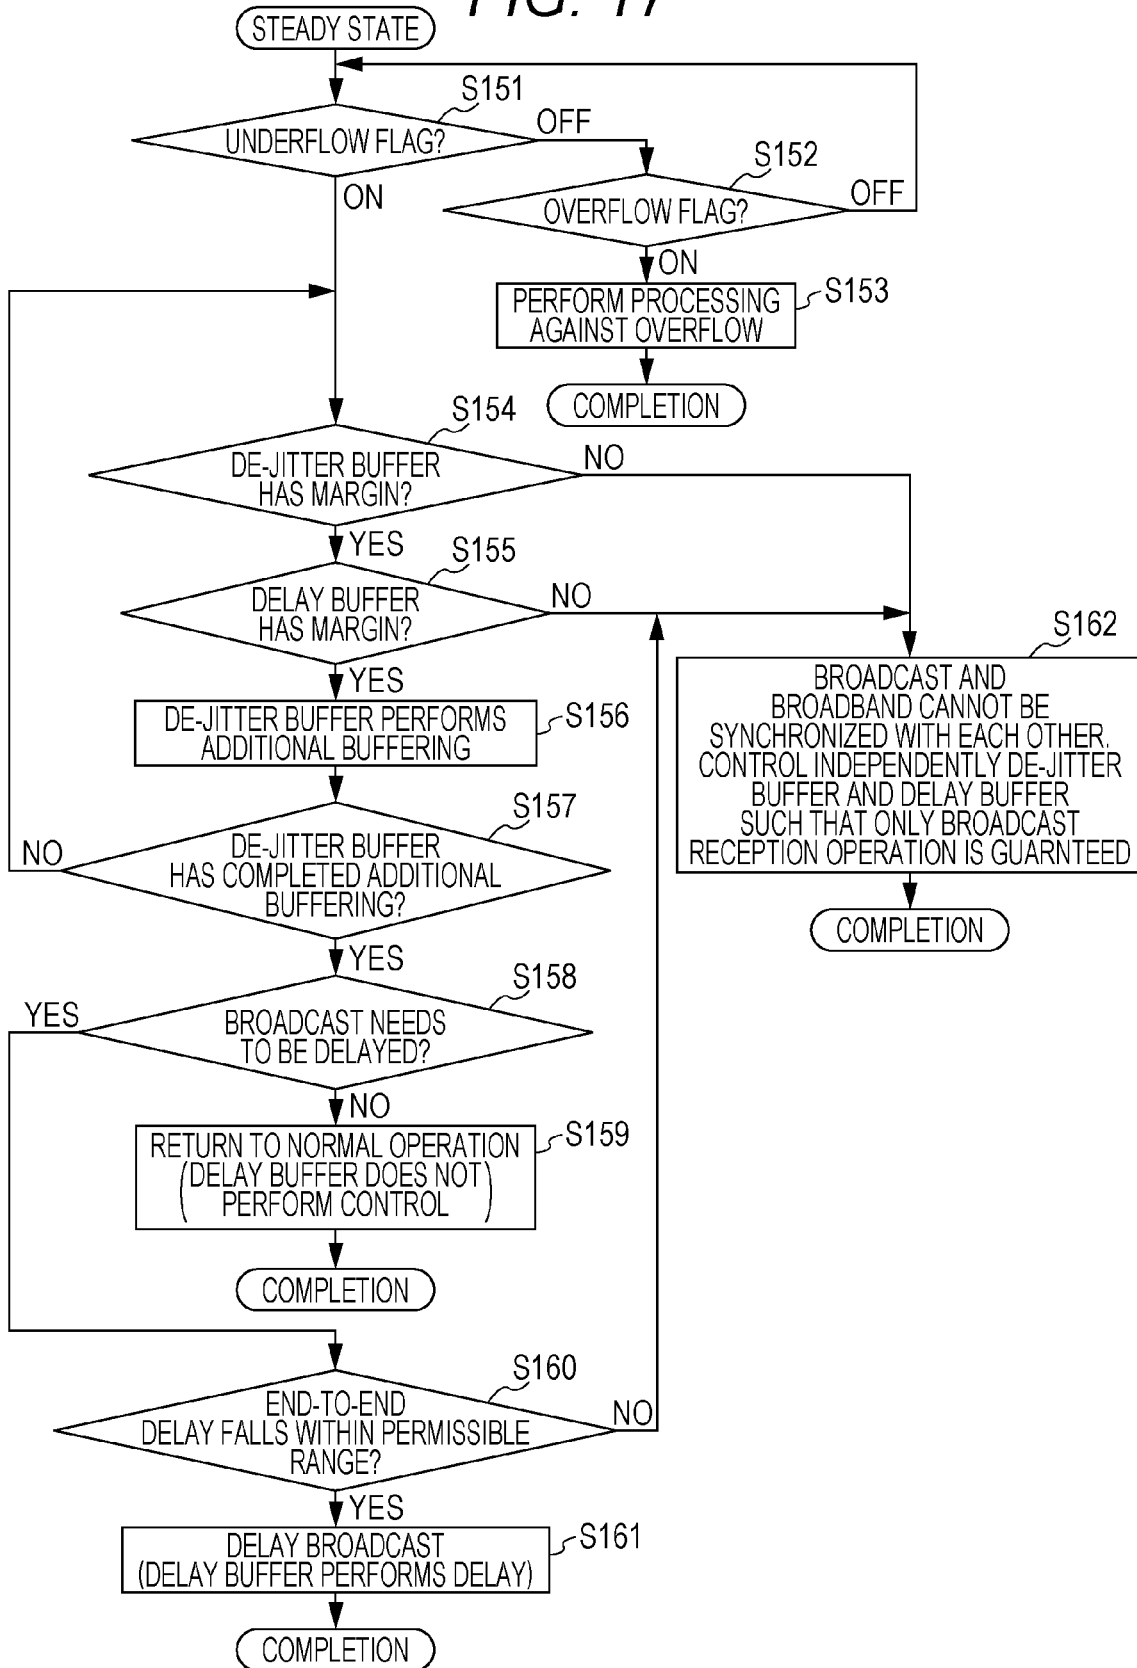 FIG. 17
STEADY STATE
S151
UNDERFLOW FLAG?
OFF
ON
S152
OVERFLOW FLAG?
OFF
ON
S153
PERFORM PROCESSING
AGAINST OVERFLOW
COMPLETION
S154
DE-JITTER BUFFER
HAS MARGIN?
NO
YES
S155
DELAY BUFFER
HAS MARGIN?
NO
YES
S156
DE-JITTER BUFFER PERFORMS
ADDITIONAL BUFFERING
S157
DE-JITTER BUFFER
HAS COMPLETED ADDITIONAL
BUFFERING?
NO
YES
S158
BROADCAST NEEDS
TO BE DELAYED?
YES
NO
S159
RETURN TO NORMAL OPERATION
(DELAY BUFFER DOES NOT
PERFORM CONTROL)
COMPLETION
S160
END-TO-END
DELAY FALLS WITHIN PERMISSIBLE
RANGE?
NO
YES
S161
DELAY BROADCAST
(DELAY BUFFER PERFORMS DELAY)
COMPLETION
S162
BROADCAST AND
BROADBAND CANNOT BE
SYNCHRONIZED WITH EACH OTHER.
CONTROL INDEPENDENTLY DE-JITTER
BUFFER AND DELAY BUFFER
SUCH THAT ONLY BROADCAST
RECEPTION OPERATION IS GUARNTEED
COMPLETION